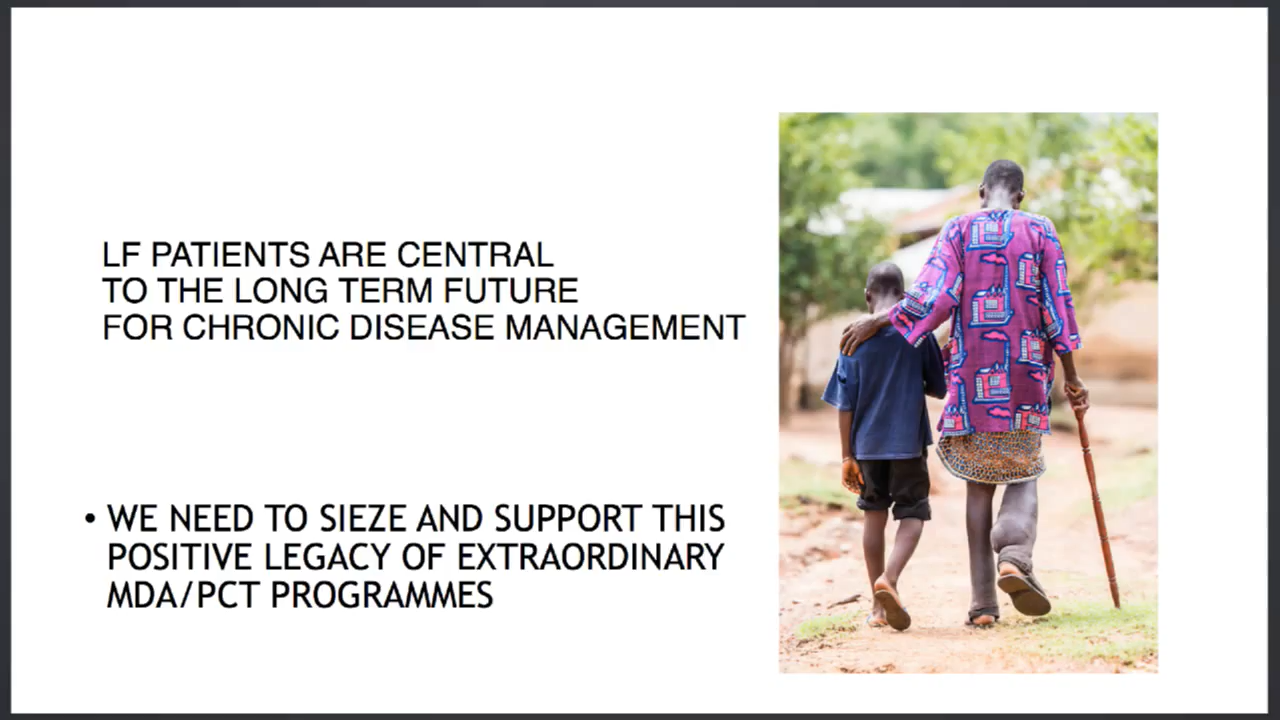 LF PATIENTS ARE CENTRAL
TO THE LONG TERM FUTURE
FOR CHRONIC DISEASE MANAGEMENT
• WE NEED TO SIEZE AND SUPPORT THIS
POSITIVE LEGACY OF EXTRAORDINARY
MDA/PCT PROGRAMMES